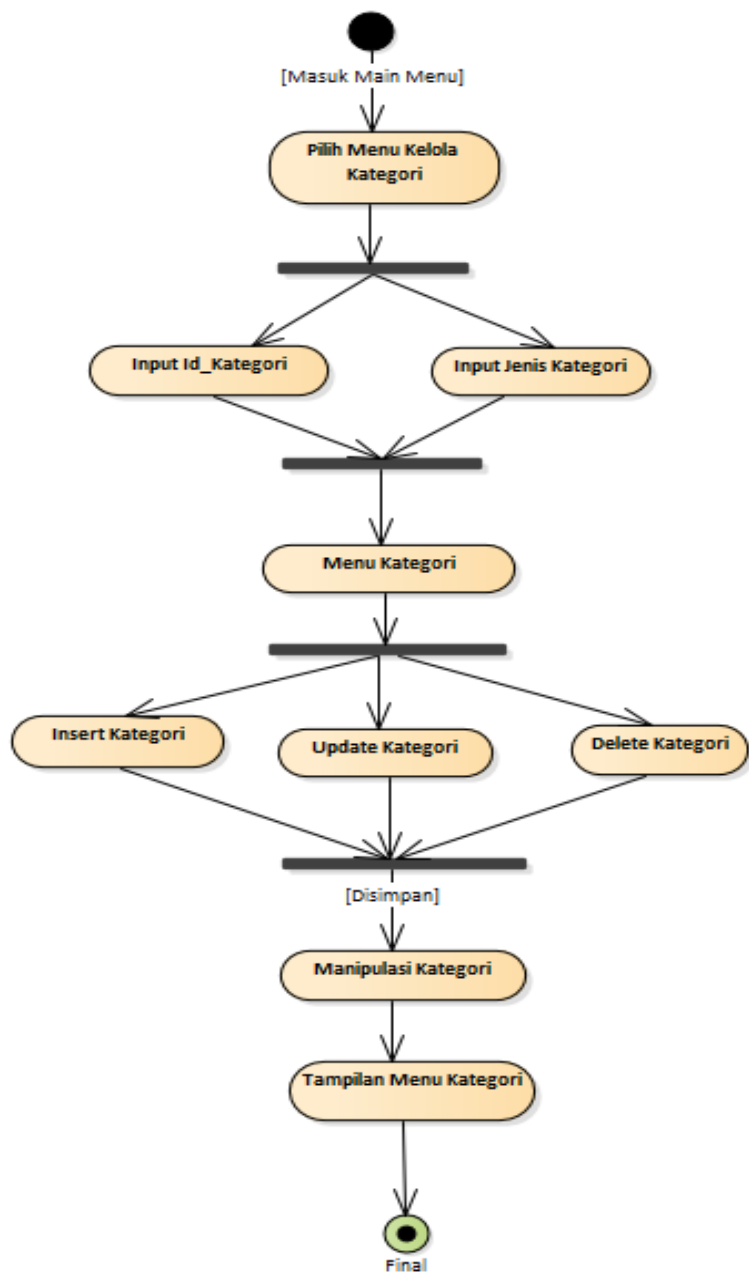 [Masuk Main Menu]
Pilih Menu Kelola
Kategori
Input Id_Kategori
Input Jenis Kategori
Menu Kategori
Insert Kategori
Update Kategori
Delete Kategori
[Disimpan]
Manipulasi Kategori
Tampilan Menu Kategori
Final